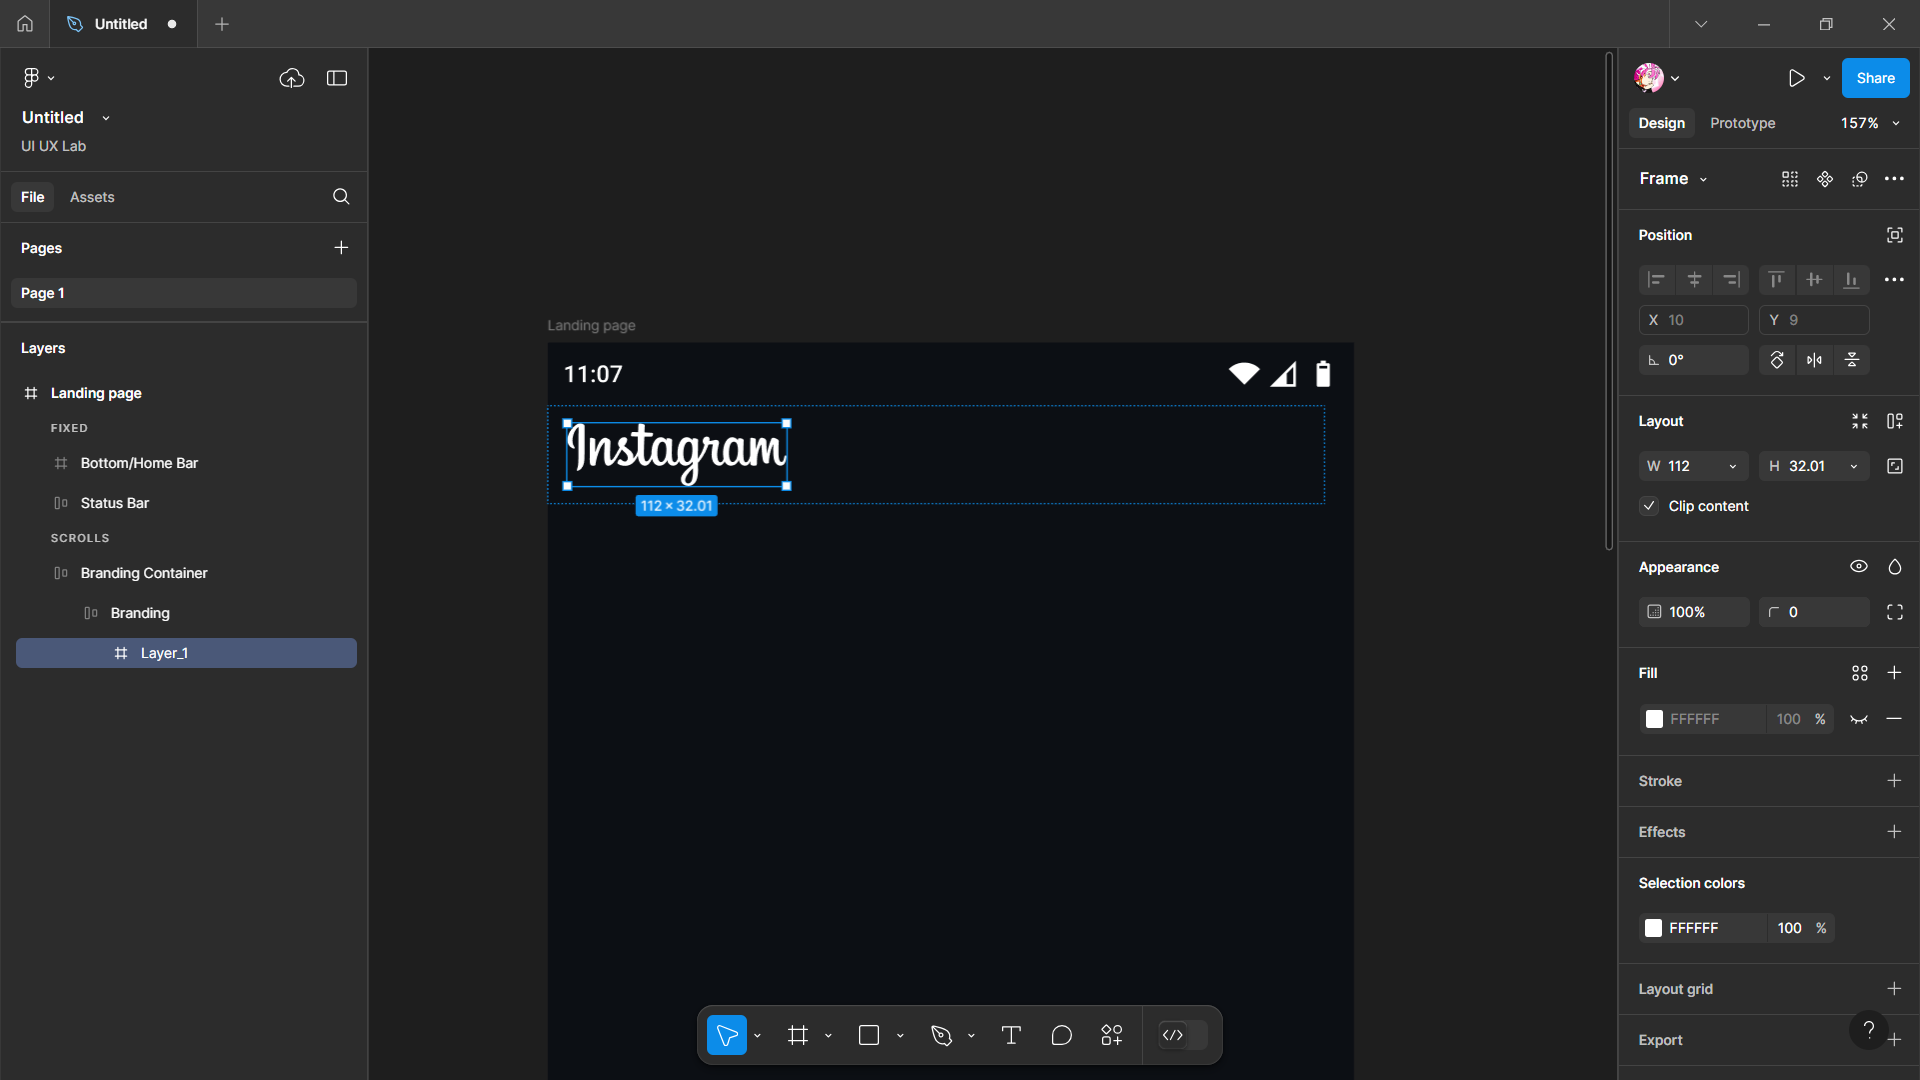 Untitled
Untitled
UI UX Lab
File
Assets
Pages
Page 1
Layers
Landing page
FIXED
Bottom/Home Bar
Status Bar
SCROLLS
Branding Container
Branding
Layer_1
Landing page
11:07
Instagram
112 × 32.01
Share
Design
Prototype
157%
Frame
Position
X 10
Y 9
0°
Layout
W 112
H 32.01
Clip content
Appearance
100%
0
Fill
FFFFFF
100 %
Stroke
Effects
Selection colors
FFFFFF
100 %
Layout grid
Export
?